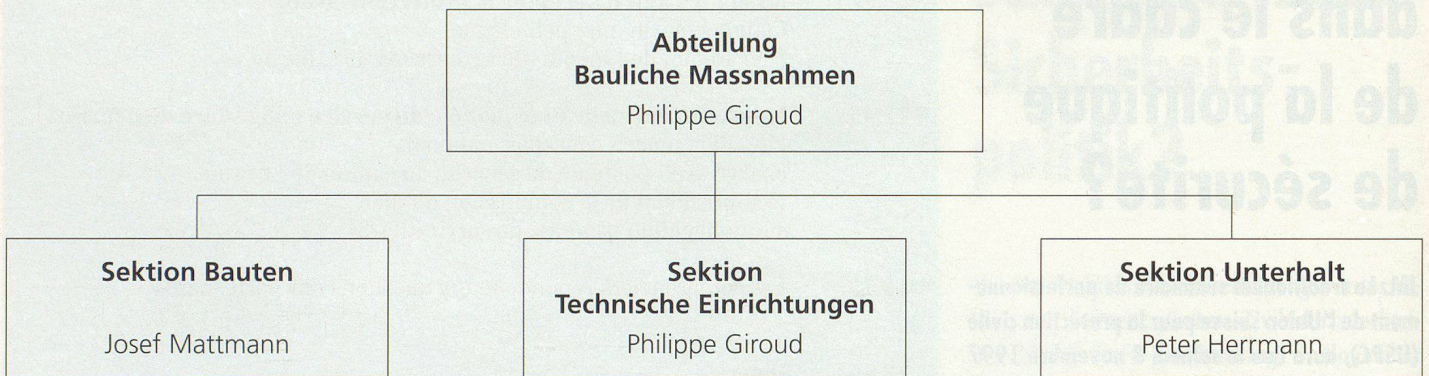 Abteilung
Bauliche Massnahmen
Philippe Giroud
Sektion Bauten
Josef Mattmann
Sektion
Technische Einrichtungen
Philippe Giroud
Sektion Unterhalt
Peter Herrmann
dans le cadre
de la politique
de sécurité?